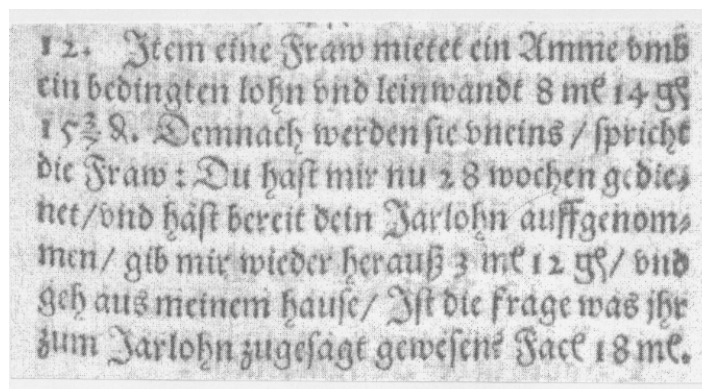 12. Item eine Fraw mietet ein Amme vmb
ein bedingten lohn vnd leinwandt 8 mk 14 gß
15 3/7 ₰. Demnach werden sie vneins / spricht
die Fraw : Du hast mir nu 28 wochen gedie⸗
net/vnd hast bereit dein Jarlohn auffgenom⸗
men/ gib mir wieder herauß 3 mk 12 gß/ vnd
geh aus meinem hause/ Ist die frage was jhr
zum Jarlohn zugesagt gewesen? Fact 18 mk.